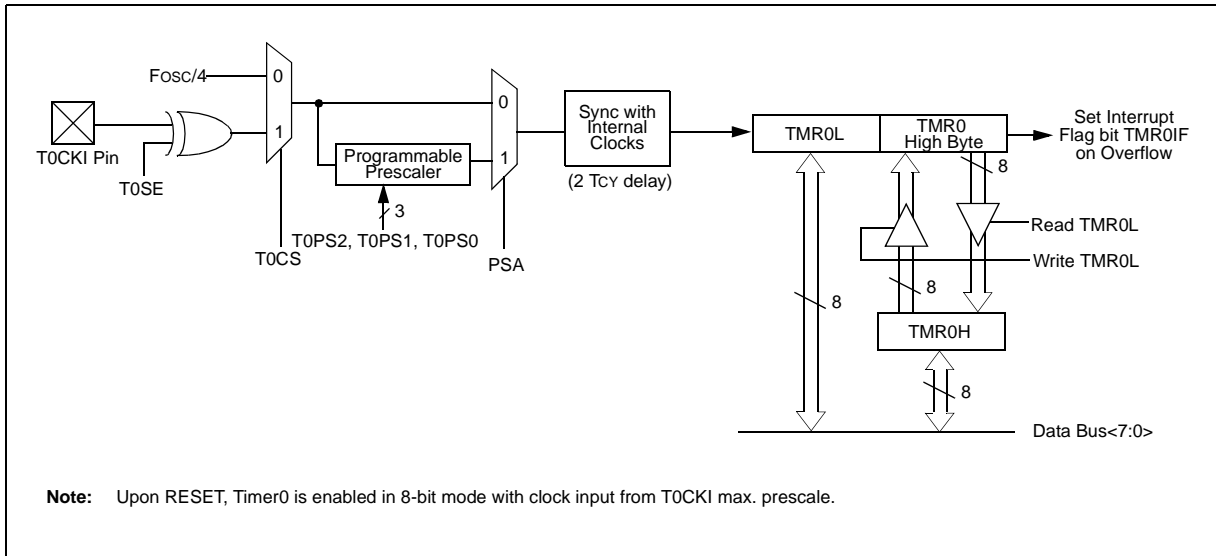 FOSC/4
0
1
T0CKI Pin
T0SE
T0CS
Programmable
Prescaler
3
T0PS2, T0PS1, T0PS0
0
1
PSA
Sync with
Internal
Clocks
(2 TCY delay)
TMR0L
TMR0
High Byte
Set Interrupt
Flag bit TMR0IF
on Overflow
8
Read TMR0L
Write TMR0L
8
8
TMR0H
8
Data Bus<7:0>
Note: Upon RESET, Timer0 is enabled in 8-bit mode with clock input from T0CKI max. prescale.